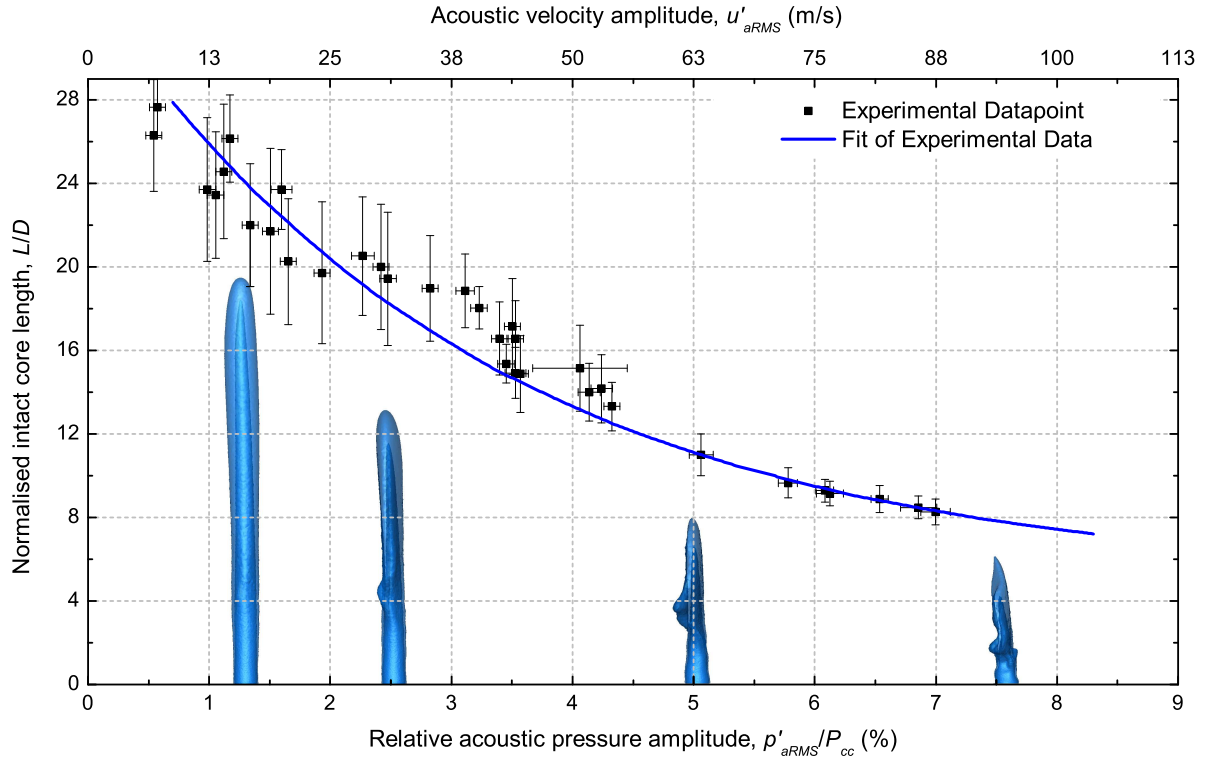 Acoustic velocity amplitude, u'aRMS (m/s)
0 13 25 38 50 63 75 88 100 113
Experimental Datapoint
Fit of Experimental Data
28
24
20
16
12
8
4
0
Normalised intact core length, L/D
0 1 2 3 4 5 6 7 8 9
Relative acoustic pressure amplitude, p'aRMS/Pcc (%)